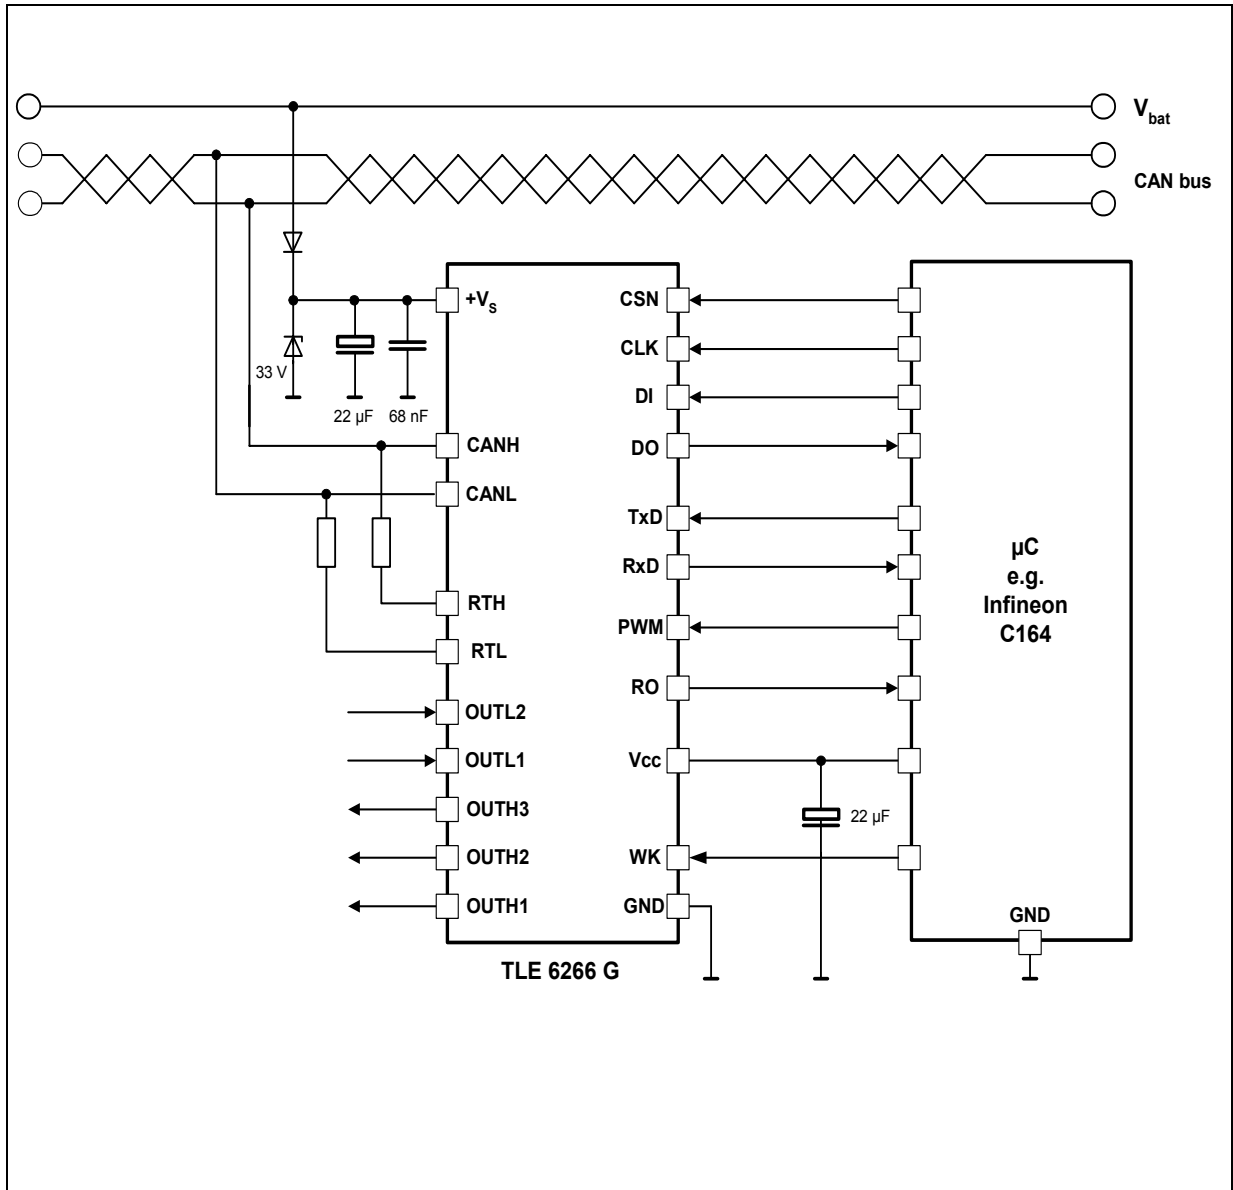 V_bat
CAN bus
+V_S
33 V
22 µF
68 nF
CANH
CANL
RTH
RTL
OUTL2
OUTL1
OUTH3
OUTH2
OUTH1
CSN
CLK
DI
DO
TxD
RxD
PWM
RO
Vcc
WK
GND
TLE 6266 G
22 µF
µC
e.g.
Infineon
C164
GND